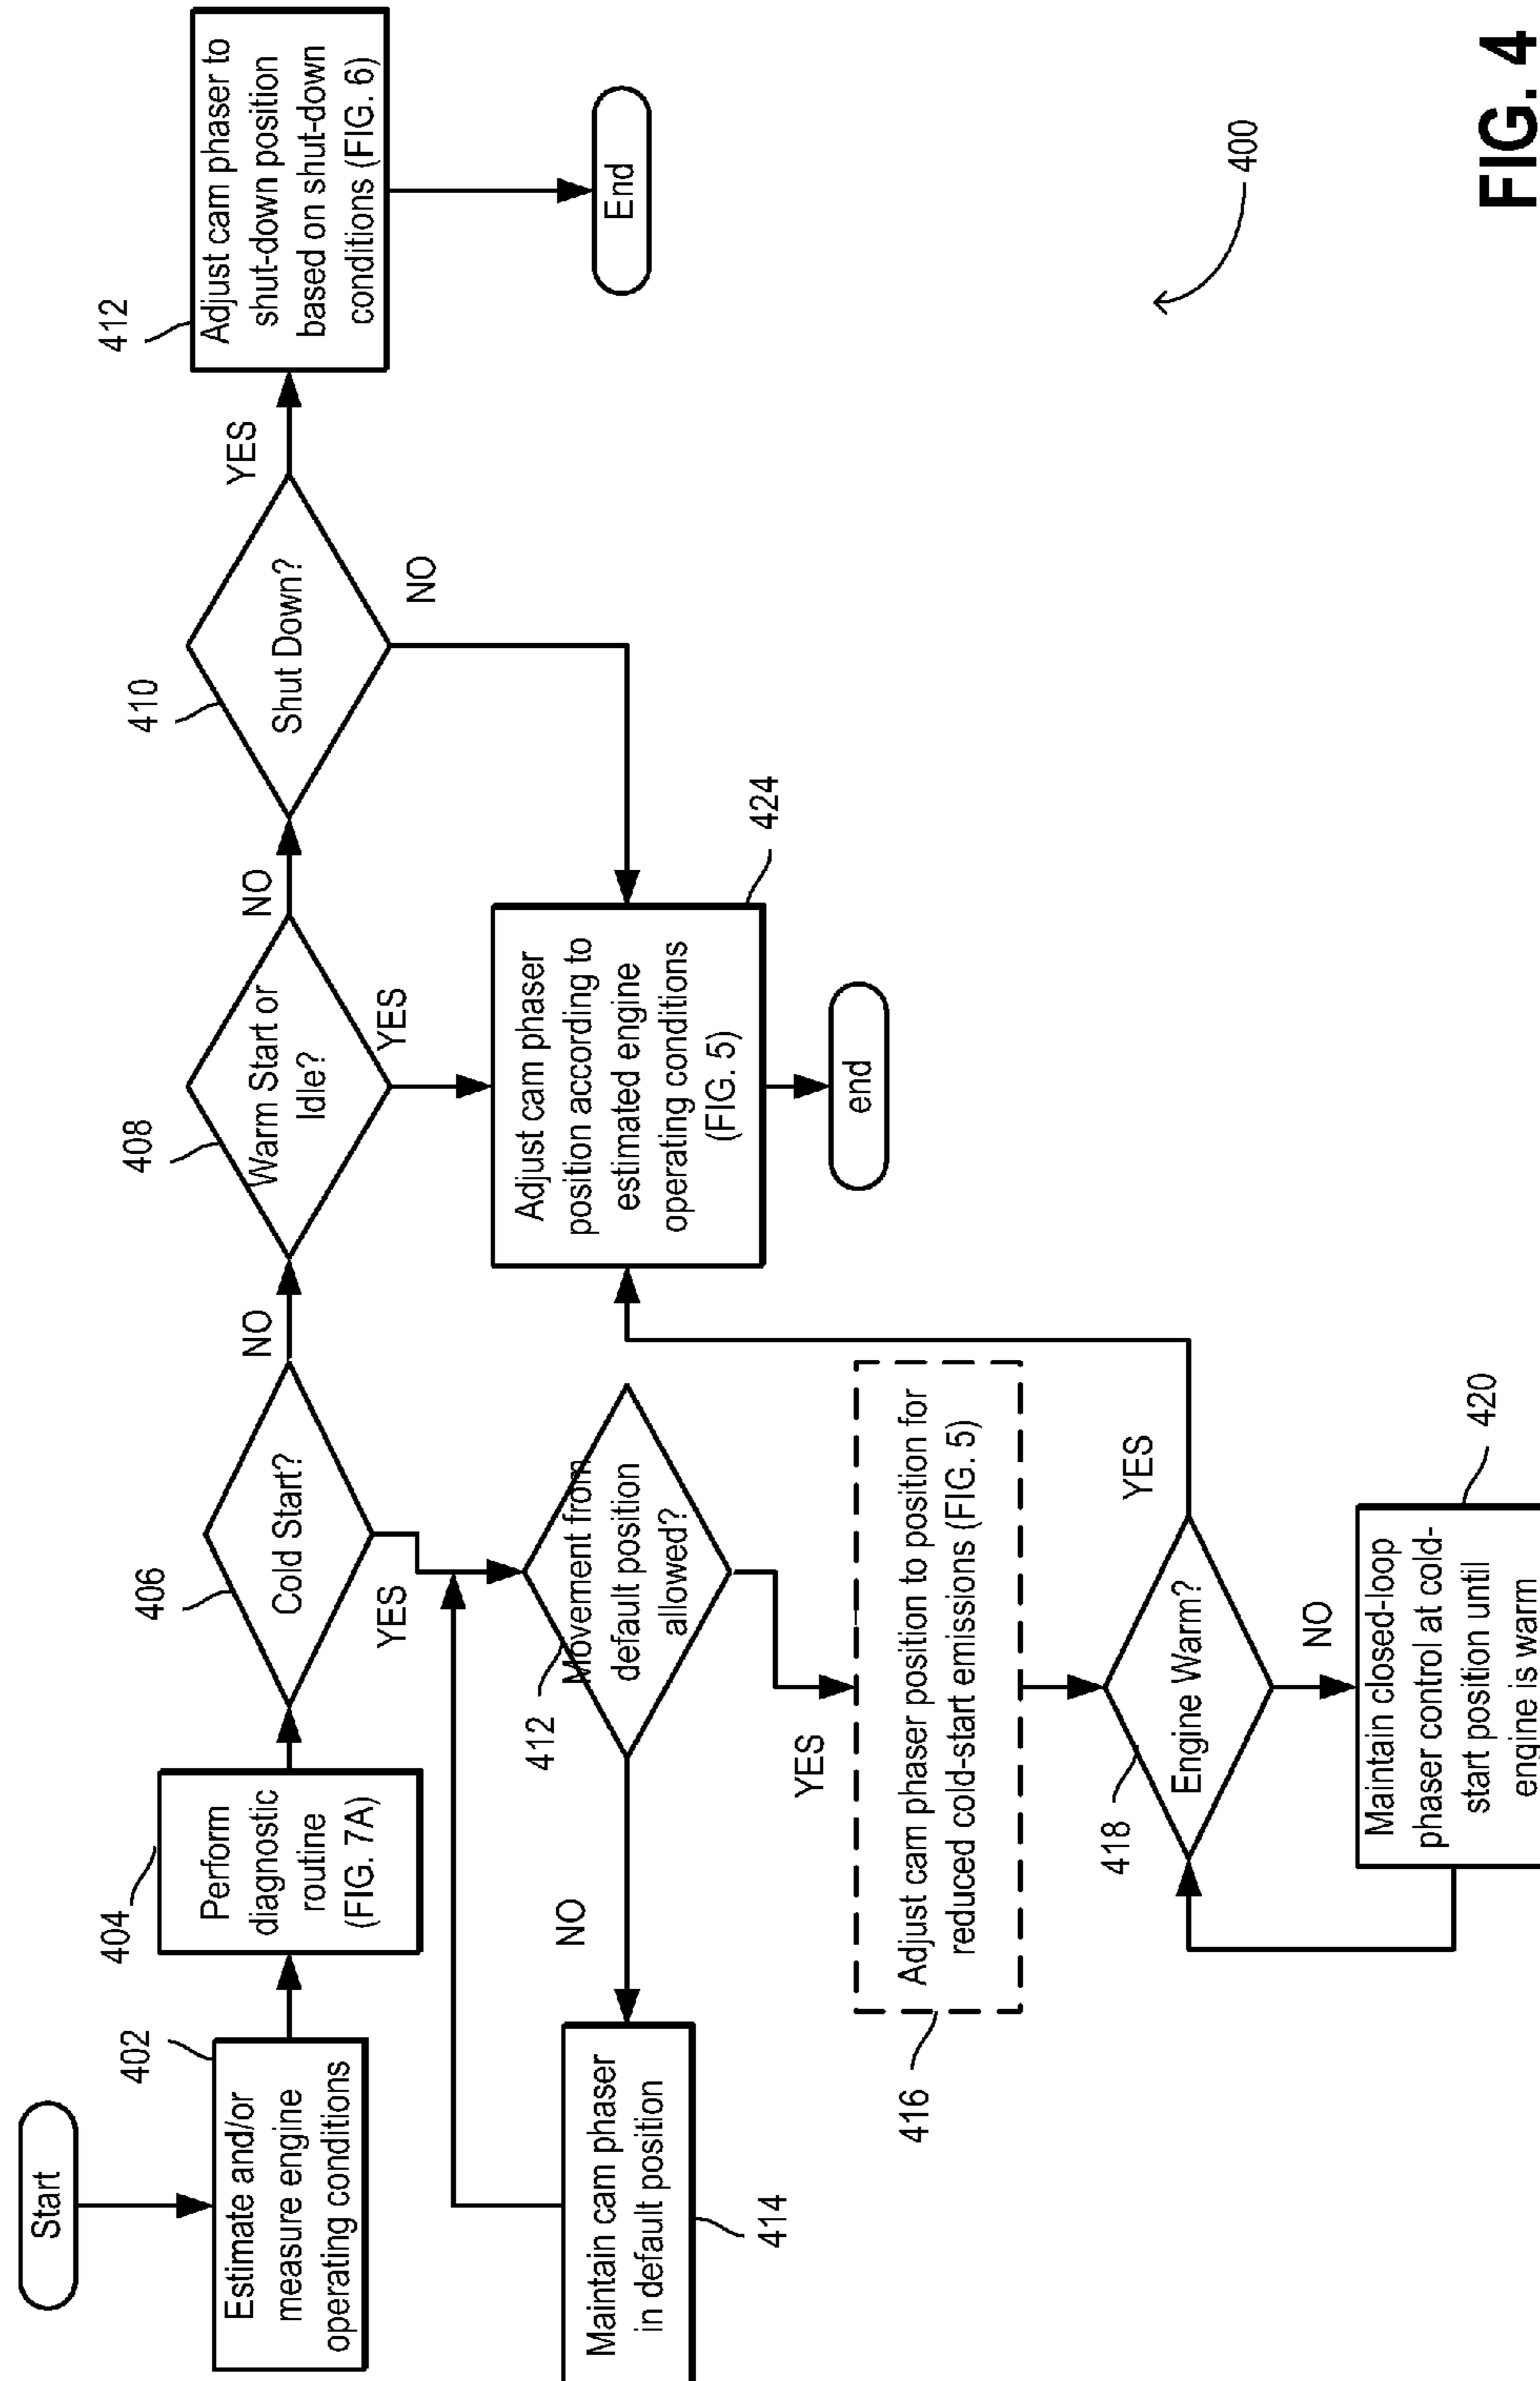 Start
402
Estimate and/or
measure engine
operating conditions
404
Perform
diagnostic
routine
(FIG. 7A)
406
Cold Start?
NO
YES
408
Warm Start or
Idle?
NO
YES
410
Shut Down?
YES
NO
412
Adjust cam phaser to
shut-down position
based on shut-down
conditions (FIG. 6)
End
412
Movement from
default position
allowed?
NO
YES
Maintain cam phaser
in default position
414
Adjust cam phaser
position according to
estimated engine
operating conditions
(FIG. 5)
424
end
416
Adjust cam phaser position to position for
reduced cold-start emissions (FIG. 5)
418
Engine Warm?
YES
NO
420
Maintain closed-loop
phaser control at cold-
start position until
engine is warm
400
FIG. 4